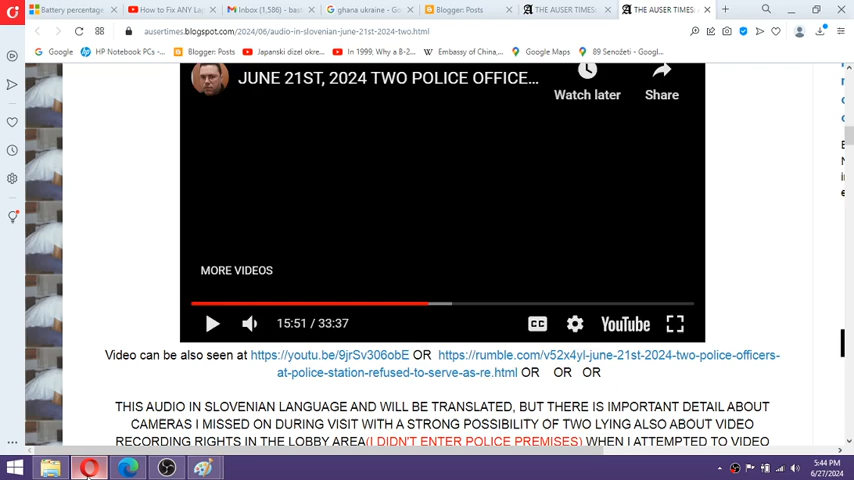 Battery percentage
How to Fix ANY La
Inbox (1,586) - bac
ghana ukraine - Go
Blogger: Posts
THE AUSER TIMES:
THE AUSER TIMES:
ausertimes.blogspot.com/2024/06/audio-in-slovenian-june-21st-2024-two.html
Google
HP Notebook PC-...
Blogger: Posts
Japanski dizel okre...
In 1999, Why a B-2...
Embassy of China,...
Google Maps
89 Senožeti - Googl...
JUNE 21ST, 2024 TWO POLICE OFFICE...
Watch later
Share
MORE VIDEOS
15:51 / 33:37
CC
YouTube
Video can be also seen at https://youtu.be/9jrSv306obE OR https://rumble.com/v52x4yl-june-21st-2024-two-police-officers-
at-police-station-refused-to-serve-as-re.html OR OR OR
THIS AUDIO IN SLOVENIAN LANGUAGE AND WILL BE TRANSLATED, BUT THERE IS IMPORTANT DETAIL ABOUT
CAMERAS I MISSED ON DURING VISIT WITH A STRONG POSSIBILITY OF TWO LYING ALSO ABOUT VIDEO
RECORDING RIGHTS IN THE LOBBY AREA(I DIDN'T ENTER POLICE PREMISES) WHEN I ATTEMPTED TO VIDEO
5:44 PM
6/27/2024